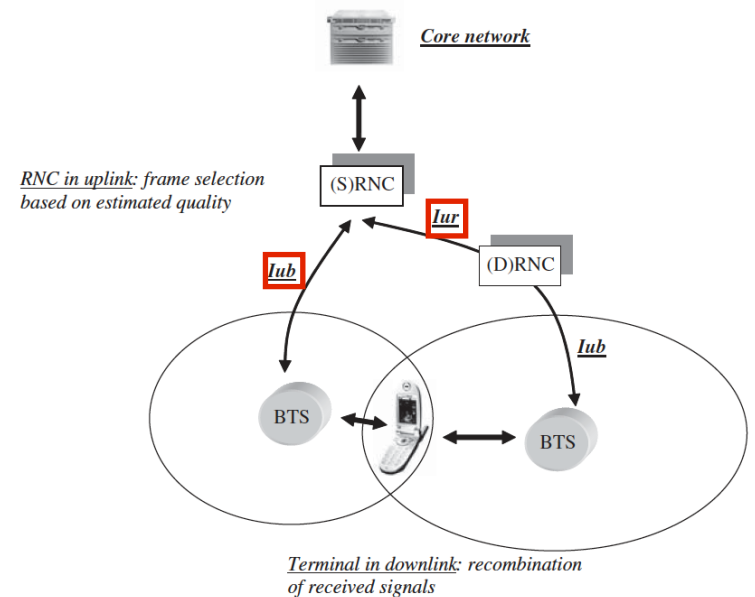 Core network
RNC in uplink: frame selection
based on estimated quality
(S)RNC
Iur
Iub
(D)RNC
Iub
BTS
BTS
Terminal in downlink: recombination
of received signals